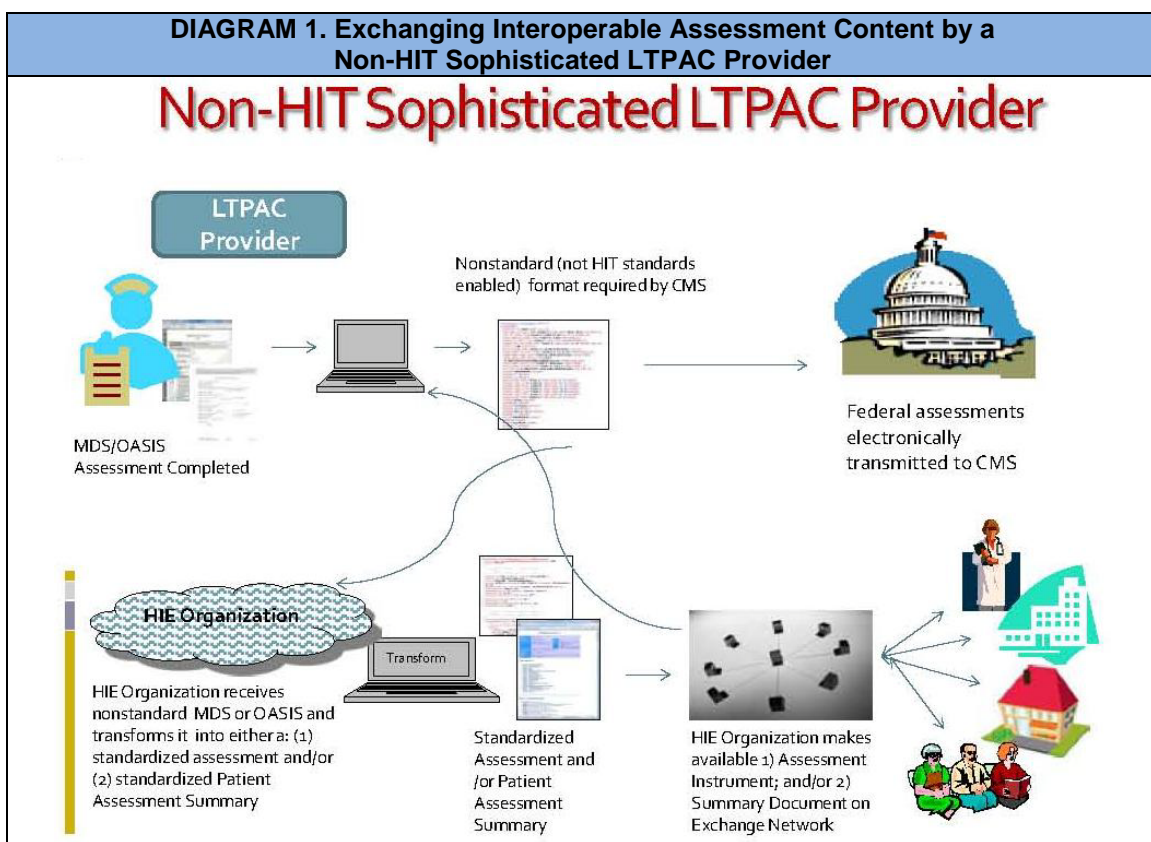 DIAGRAM 1. Exchanging Interoperable Assessment Content by a
Non-HIT Sophisticated LTPAC Provider
Non-HIT Sophisticated LTPAC Provider
LTPAC
Provider
Nonstandard (not HIT standards
enabled) format required by CMS
MDS/OASIS
Assessment Completed
Federal assessments
electronically
transmitted to CMS
HIE Organization
Transform
HIE Organization receives
nonstandard MDS or OASIS and
transforms it into either a: (1)
standardized assessment and/or
(2) standardized Patient
Assessment Summary
Standardized
Assessment and
/or Patient
Assessment
Summary
HIE Organization makes
available 1) Assessment
Instrument; and/or 2)
Summary Document on
Exchange Network